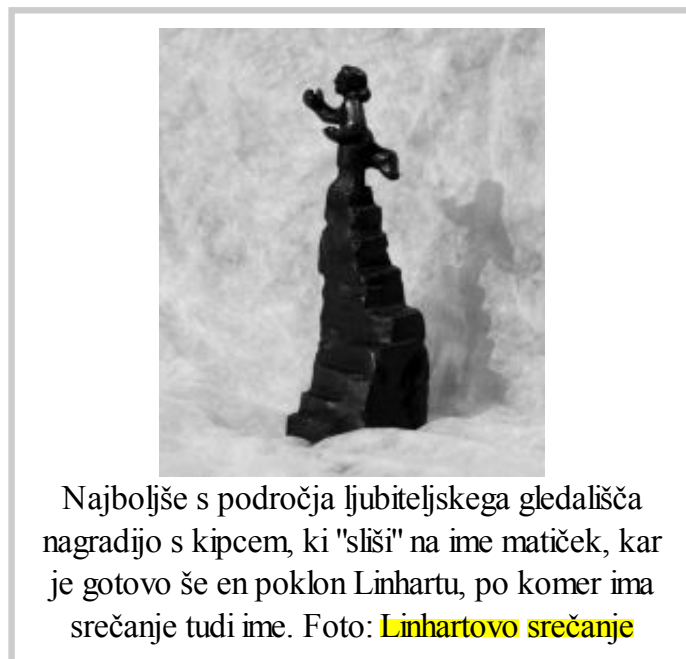 Najboljše s področja ljubiteljskega gledališča
nagradijo s kipcem, ki "sliši" na ime matiček, kar
je gotovo še en poklon Linhartu, po komer ima
srečanje tudi ime. Foto: Linhartovo srečanje